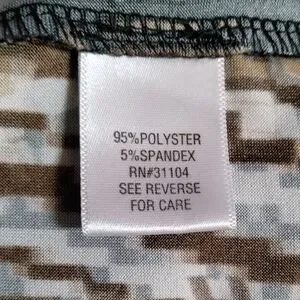 95%POLYSTER
5%SPANDEX
RN#31104
SEE REVERSE
FOR CARE